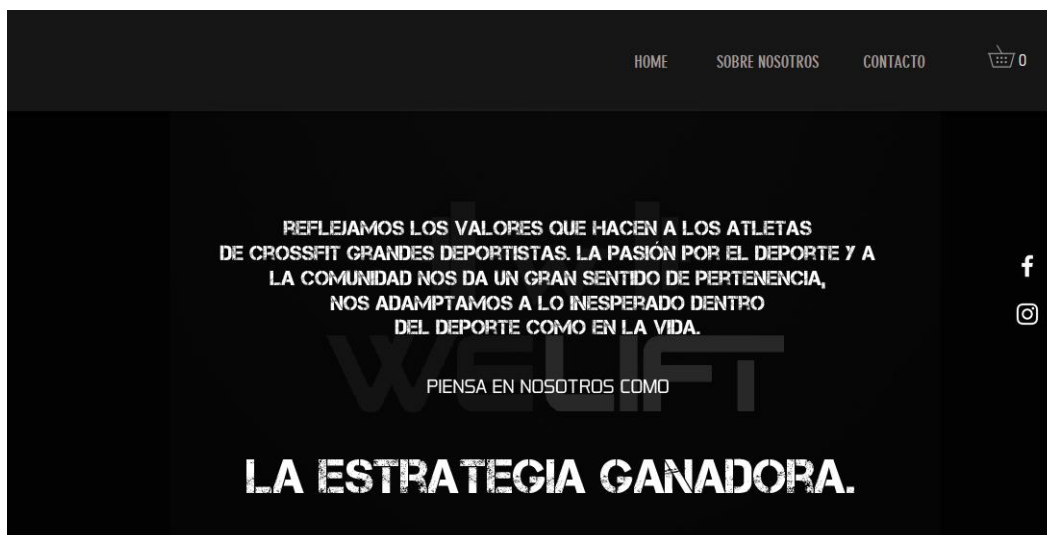 HOME SOBRE NOSOTROS CONTACTO 0
REFLEJAMOS LOS VALORES QUE HACEN A LOS ATLETAS
DE CROSSFIT GRANDES DEPORTISTAS. LA PASIÓN POR EL DEPORTE Y A
LA COMUNIDAD NOS DA UN GRAN SENTIDO DE PERTENENCIA,
NOS ADAMPTAMOS A LO INESPERADO DENTRO
DEL DEPORTE COMO EN LA VIDA.
WELIFT
PIENSA EN NOSOTROS COMO
LA ESTRATEGIA GANADORA.